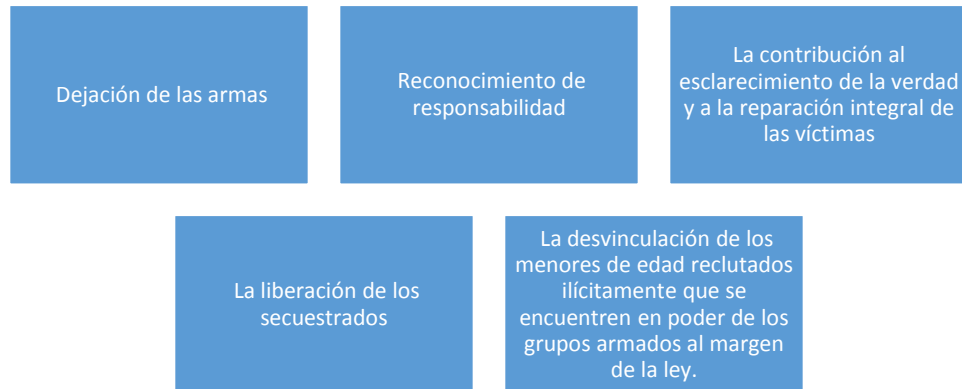 Dejación de las armas
Reconocimiento de
responsabilidad
La contribución al
esclarecimiento de la verdad
y a la reparación integral de
las víctimas
La liberación de los
secuestrados
La desvinculación de los
menores de edad reclutados
ilícitamente que se
encuentren en poder de los
grupos armados al margen
de la ley.